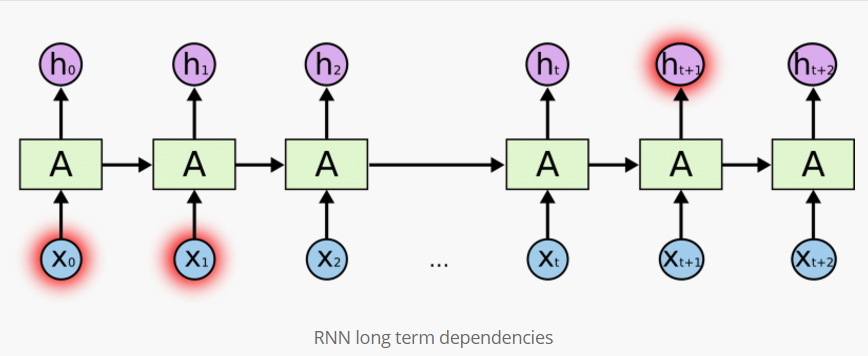 h₀ h₁ h₂ hₜ hₜ₊₁ hₜ₊₂
A A A A A A
x₀ x₁ x₂ ... xₜ xₜ₊₁ xₜ₊₂
RNN long term dependencies